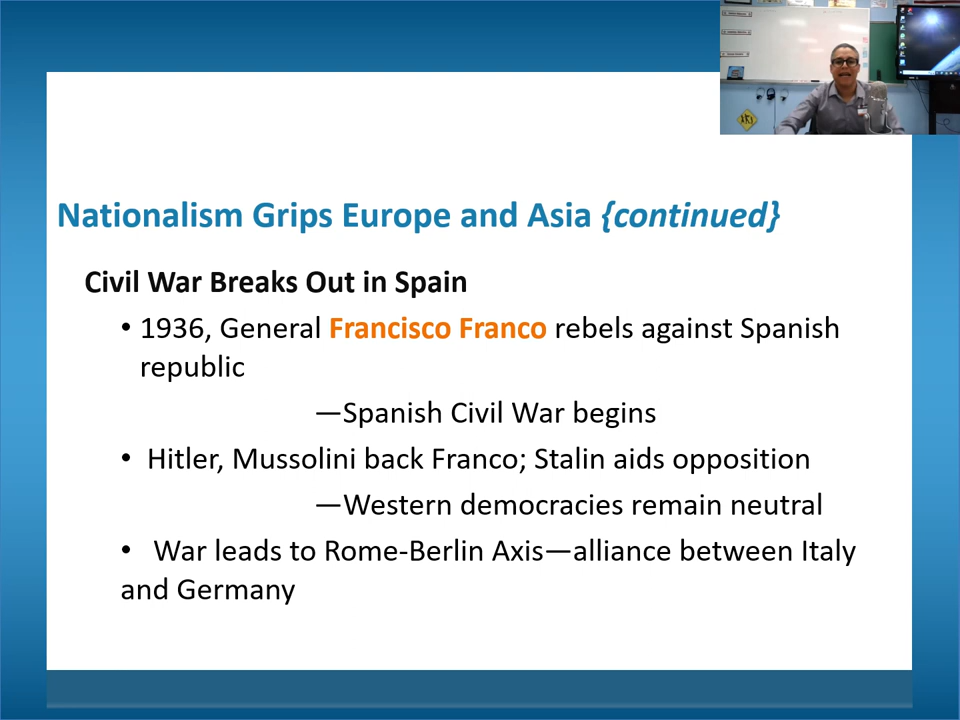 Nationalism Grips Europe and Asia {continued}
Civil War Breaks Out in Spain
• 1936, General Francisco Franco rebels against Spanish
republic
—Spanish Civil War begins
• Hitler, Mussolini back Franco; Stalin aids opposition
—Western democracies remain neutral
• War leads to Rome-Berlin Axis—alliance between Italy
and Germany